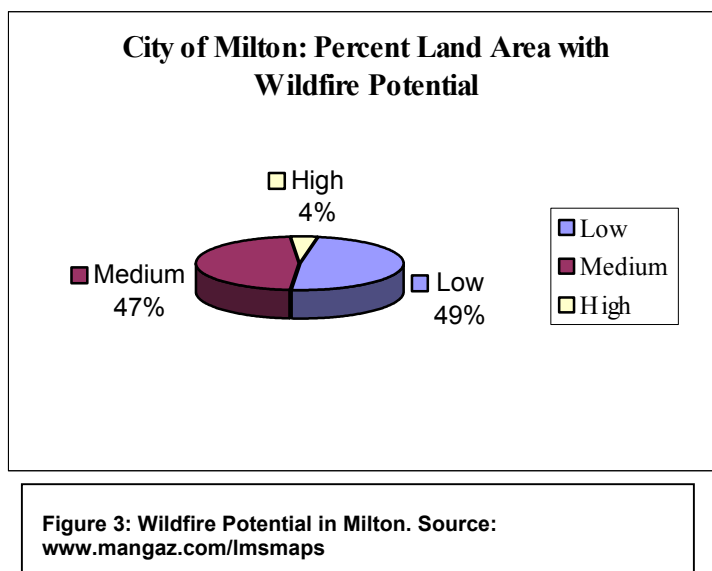 City of Milton: Percent Land Area with
Wildfire Potential
High
4%
Medium
47%
Low
49%
Low
Medium
High
Figure 3: Wildfire Potential in Milton. Source:
www.mangaz.com/lmsmaps